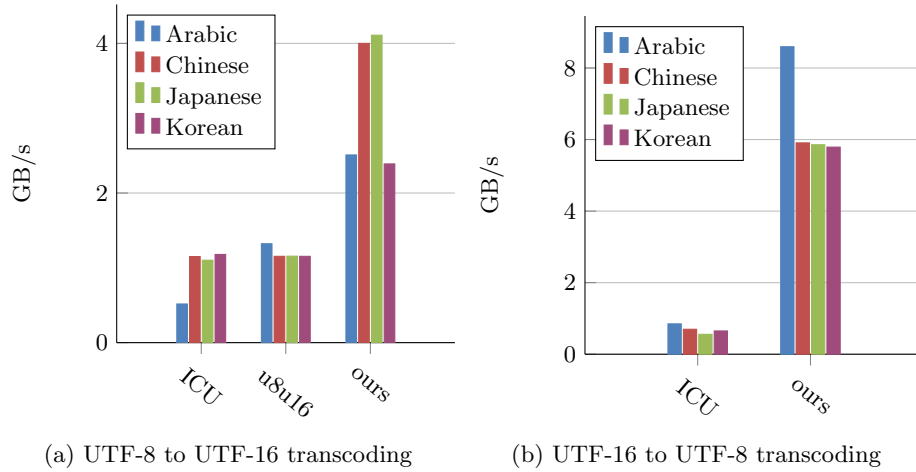 4
2
0
GB/s
Arabic
Chinese
Japanese
Korean
ICU
u8u16
ours
(a) UTF-8 to UTF-16 transcoding
8
6
4
2
0
GB/s
Arabic
Chinese
Japanese
Korean
ICU
ours
(b) UTF-16 to UTF-8 transcoding